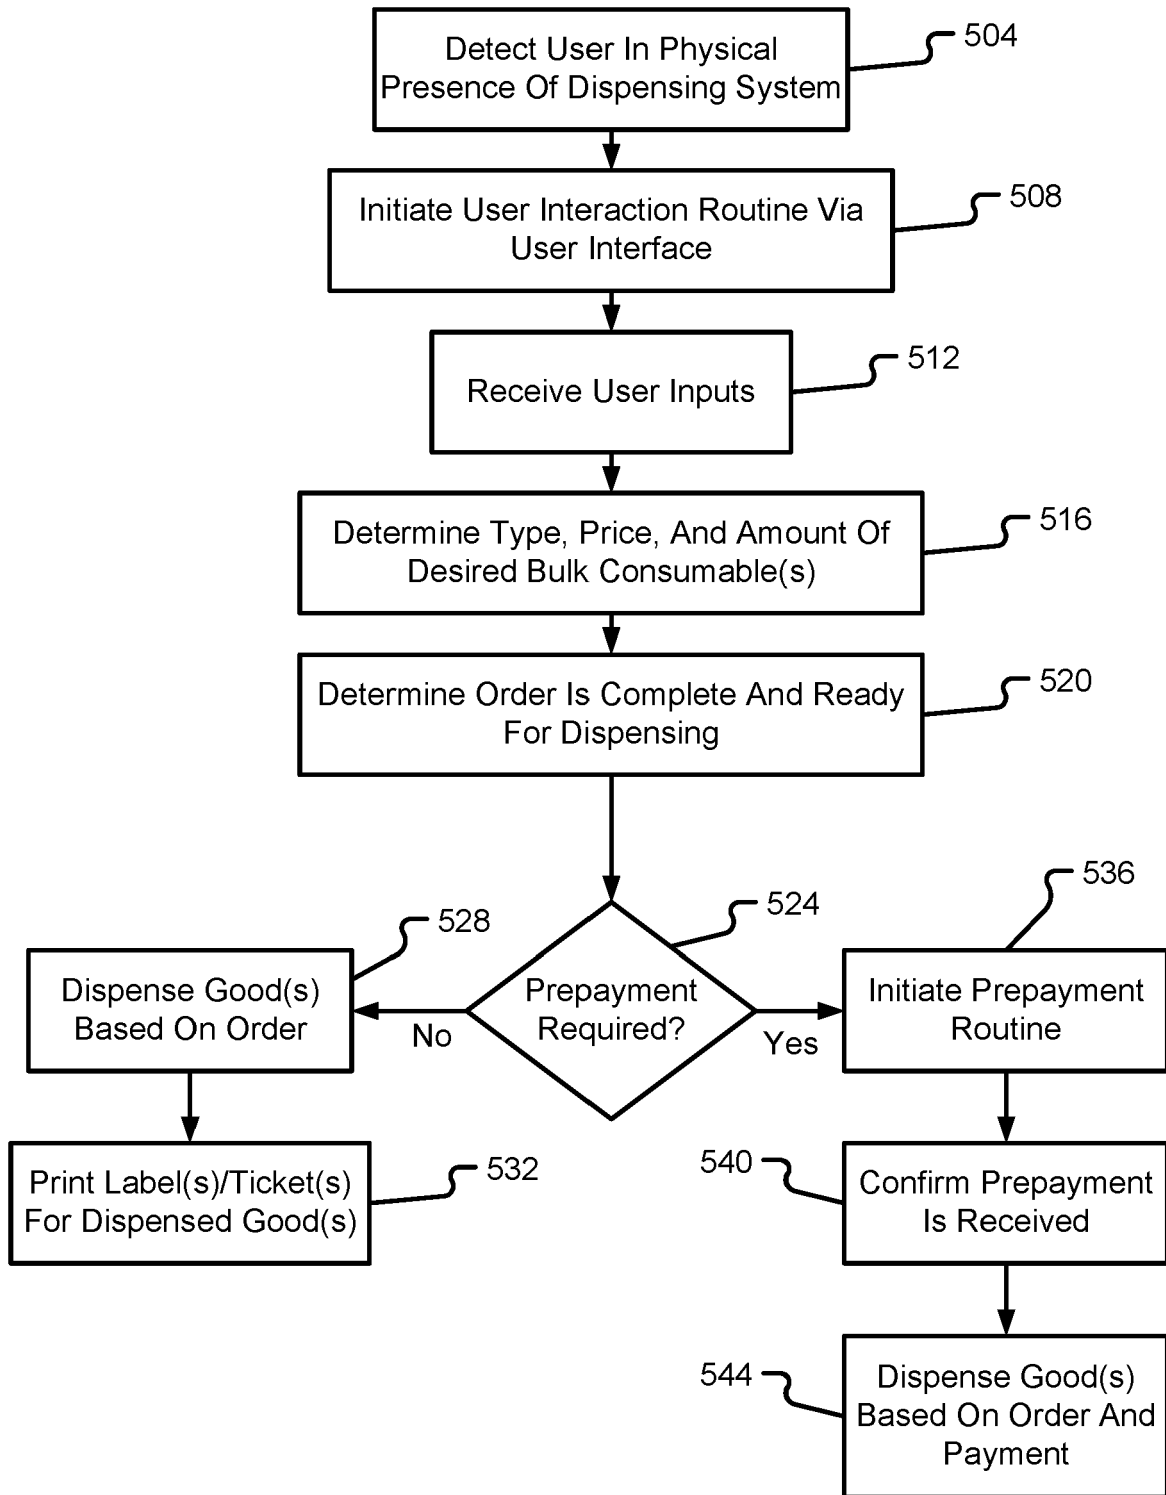 Detect User In Physical
Presence Of Dispensing System
504
Initiate User Interaction Routine Via
User Interface
508
Receive User Inputs
512
Determine Type, Price, And Amount Of
Desired Bulk Consumable(s)
516
Determine Order Is Complete And Ready
For Dispensing
520
Prepayment
Required?
524
No
Yes
Dispense Good(s)
Based On Order
528
Print Label(s)/Ticket(s)
For Dispensed Good(s)
532
Initiate Prepayment
Routine
536
Confirm Prepayment
Is Received
540
Dispense Good(s)
Based On Order And
Payment
544